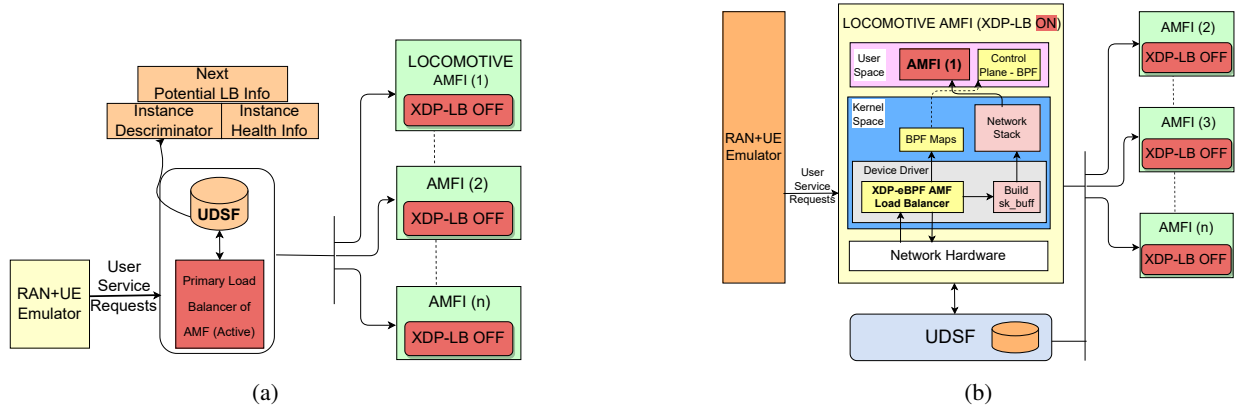 Next
Potential LB Info
Instance
Descriminator
Instance
Health Info
UDSF
Primary Load
Balancer of
AMF (Active)
RAN+UE
Emulator
User
Service
Requests
LOCOMOTIVE
AMFI (1)
XDP-LB OFF
AMFI (2)
XDP-LB OFF
AMFI (n)
XDP-LB OFF
(a)
RAN+UE
Emulator
User
Service
Requests
LOCOMOTIVE AMFI (XDP-LB ON)
User
Space
AMFI (1)
Control
Plane - BPF
Kernel
Space
BPF Maps
Network
Stack
Device Driver
XDP-eBPF AMF
Load Balancer
Build
sk_buff
Network Hardware
UDSF
AMFI (2)
XDP-LB OFF
AMFI (3)
XDP-LB OFF
AMFI (n)
XDP-LB OFF
(b)